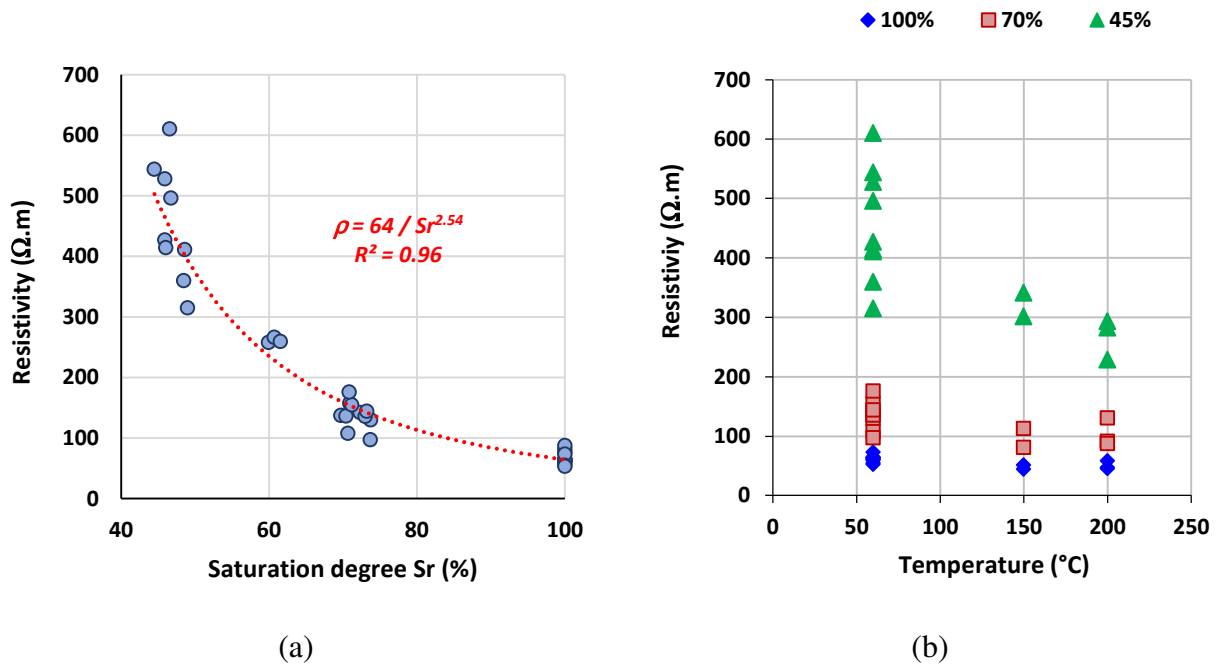 700
600
500
400
300
200
100
0
Resistivity (Ω.m)
ρ = 64 / Sr^2.54
R² = 0.96
40 60 80 100
Saturation degree Sr (%)
(a)
100% 70% 45%
700
600
500
400
300
200
100
0
Resistiviy (Ω.m)
0 50 100 150 200 250
Temperature (°C)
(b)